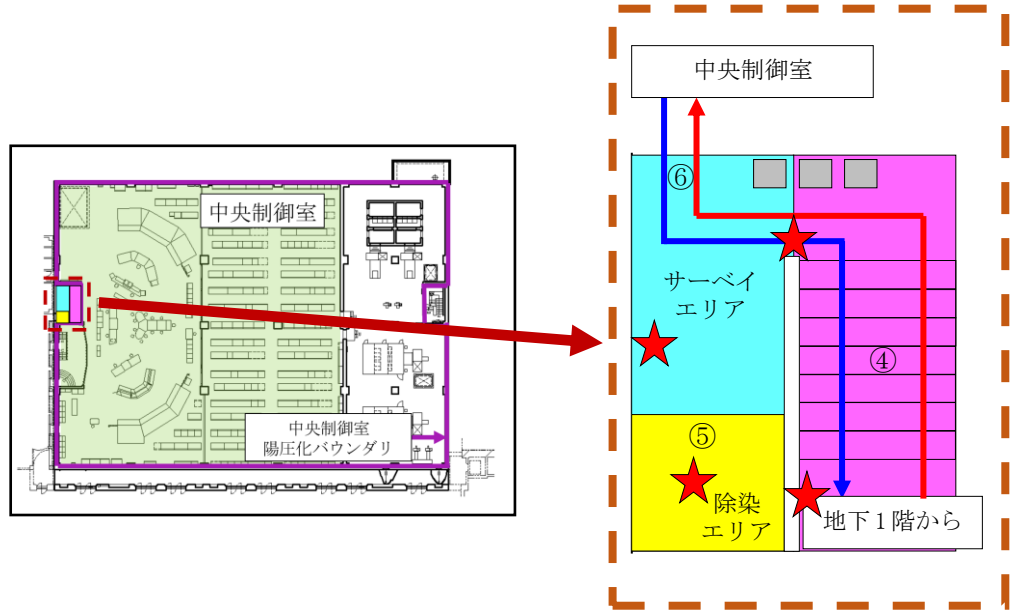 中央制御室
中央制御室
陽圧化バウンダリ
中央制御室
⑥
サーベイ
エリア
④
⑤
除染
エリア
地下1階から